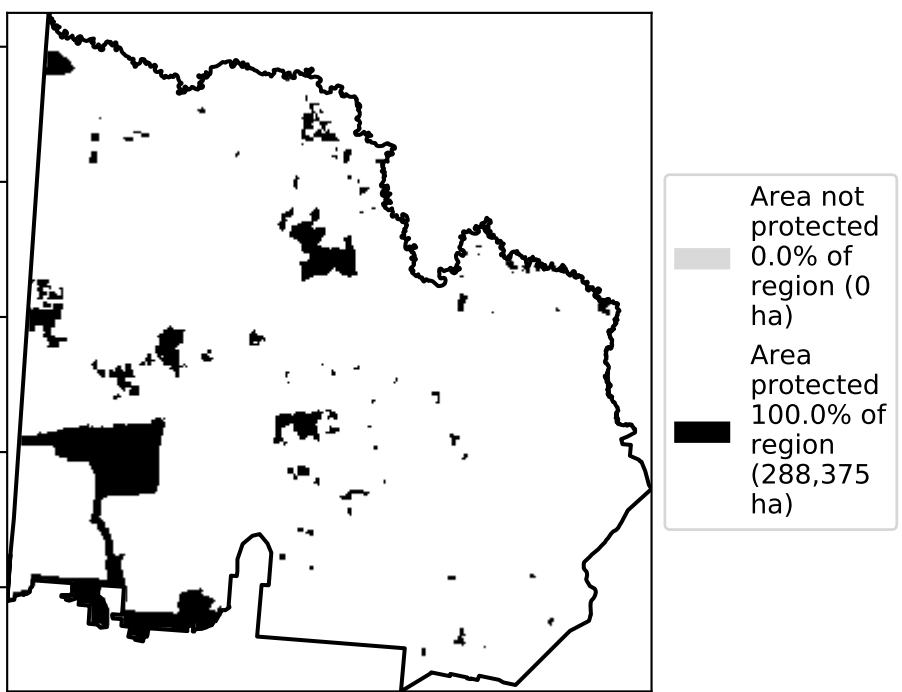 Area not
protected
0.0% of
region (0
ha)
Area
protected
100.0% of
region
(288,375
ha)